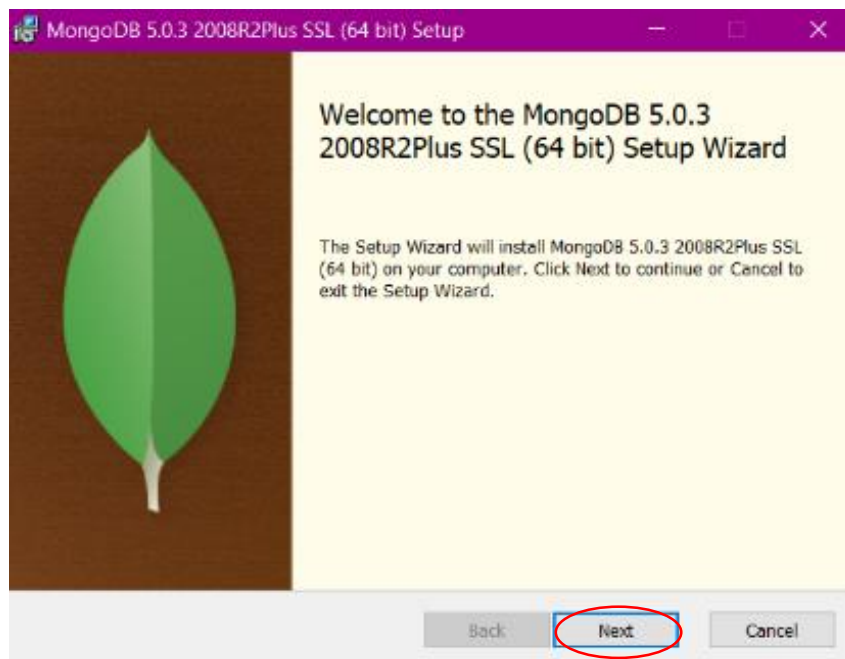 MongoDB 5.0.3 2008R2Plus SSL (64 bit) Setup
Welcome to the MongoDB 5.0.3
2008R2Plus SSL (64 bit) Setup Wizard
The Setup Wizard will install MongoDB 5.0.3 2008R2Plus SSL
(64 bit) on your computer. Click Next to continue or Cancel to
exit the Setup Wizard.
Back Next Cancel